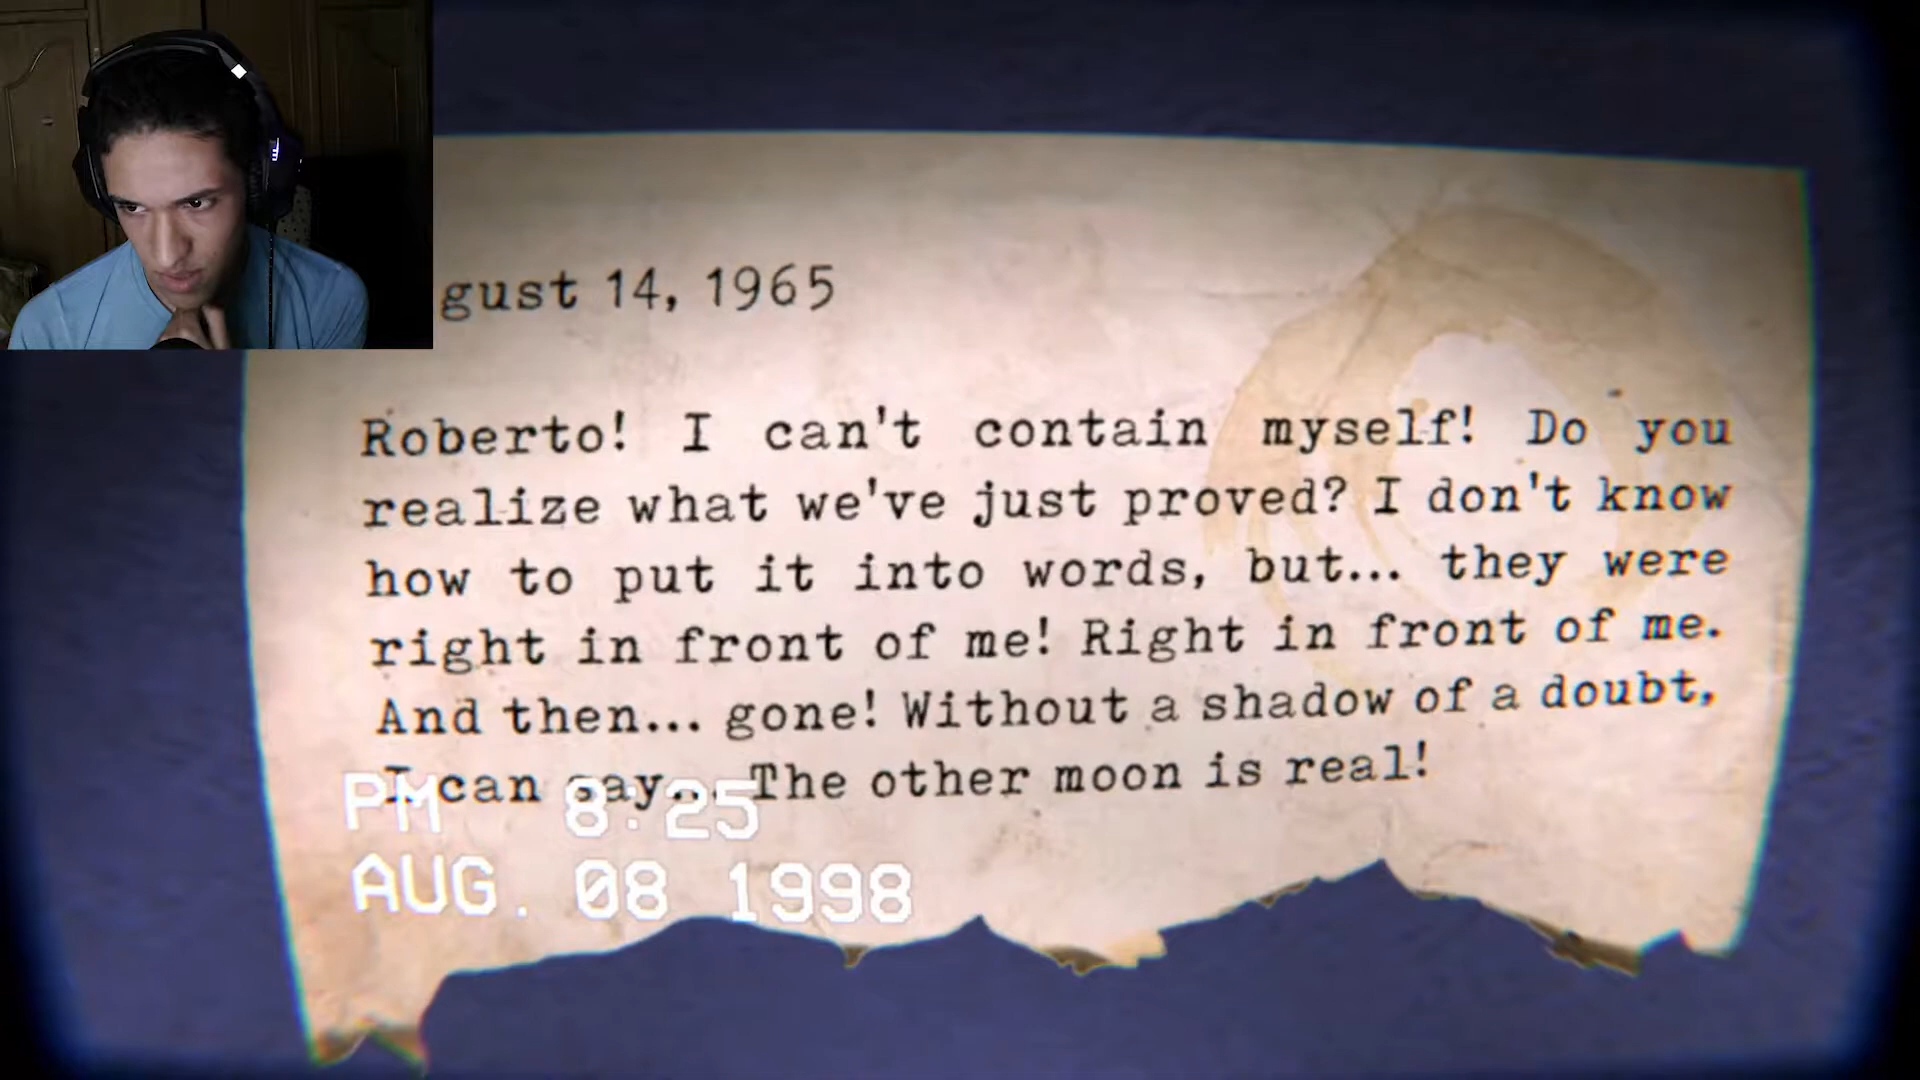 gust 14, 1965
Roberto! I can't contain myself! Do you
realize what we've just proved? I don't know
how to put it into words, but... they were
right in front of me! Right in front of me.
And then... gone! Without a shadow of a doubt,
I can say... The other moon is real!
PM 8:25
AUG. 08 1998